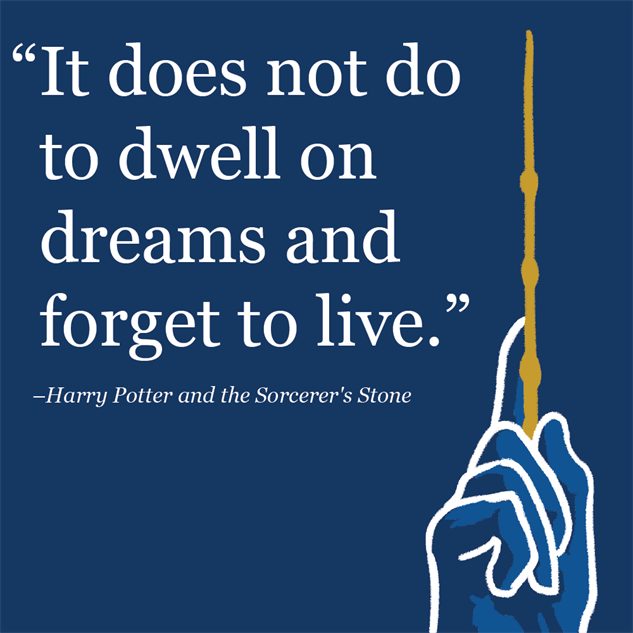 “It does not do
to dwell on
dreams and
forget to live.”
–Harry Potter and the Sorcerer's Stone